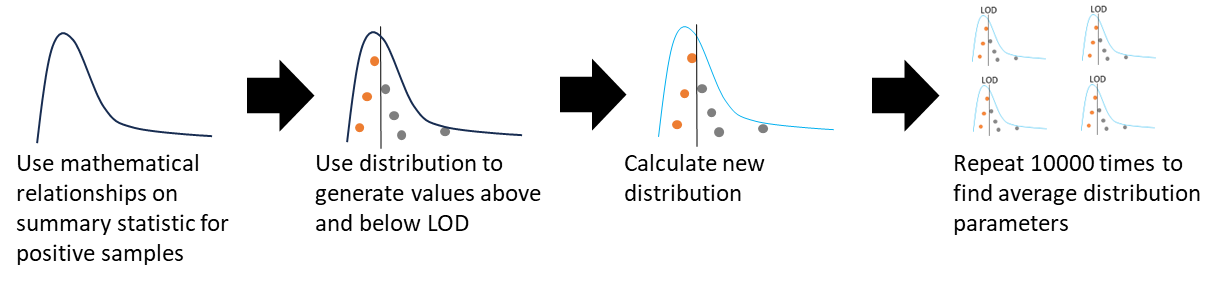 LOD
LOD
LOD
LOD
Use mathematical
relationships on
summary statistic for
positive samples
Use distribution to
generate values above
and below LOD
Calculate new
distribution
Repeat 10000 times to
find average distribution
parameters